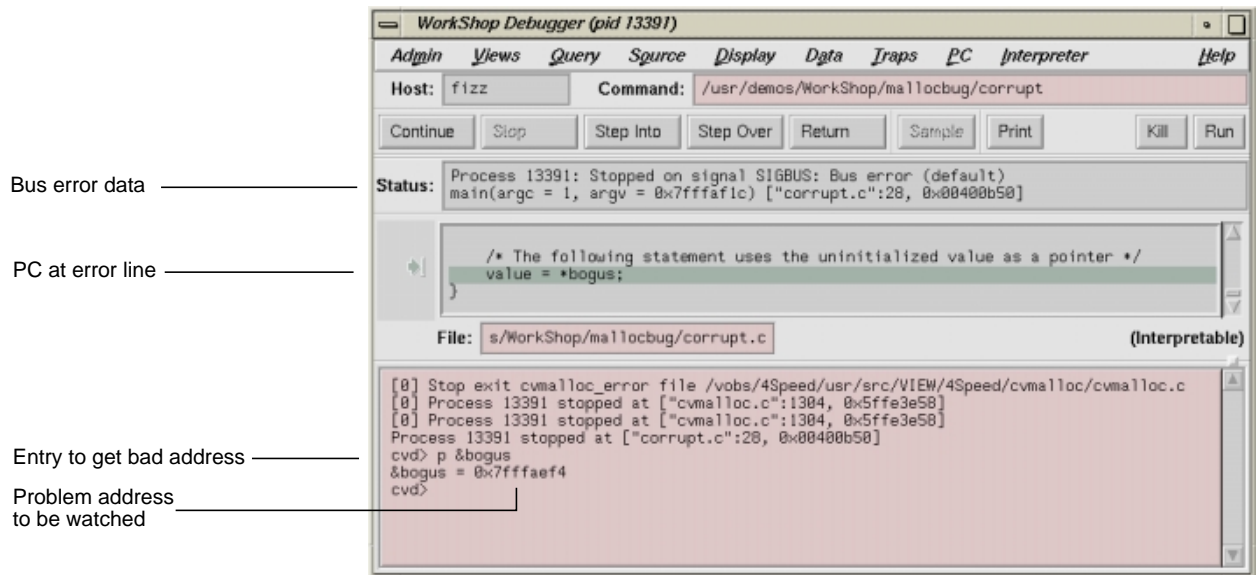 WorkShop Debugger (pid 13391)
Admin Views Query Source Display Data Traps PC Interpreter Help
Host: fizz Command: /usr/demos/WorkShop/mallocbug/corrupt
Continue Stop Step Into Step Over Return Sample Print Kill Run
Bus error data
Status: Process 13391: Stopped on signal SIGBUS: Bus error (default)
main(argc = 1, argv = 0x7fffaf1c) ["corrupt.c":28, 0x00400b50]
/* The following statement uses the uninitialized value as a pointer */
PC at error line
value = *bogus;
}
File: s/WorkShop/mallocbug/corrupt.c (Interpretable)
[0] Stop exit cvmalloc_error file /vobs/4Speed/usr/src/VIEW/4Speed/cvmalloc/cvmalloc.c
[0] Process 13391 stopped at ["cvmalloc.c":1304, 0x5ffe3e58]
[0] Process 13391 stopped at ["cvmalloc.c":1304, 0x5ffe3e58]
Process 13391 stopped at ["corrupt.c":28, 0x00400b50]
Entry to get bad address
cvd> p &bogus
&bogus = 0x7fffaef4
cvd>
Problem address
to be watched